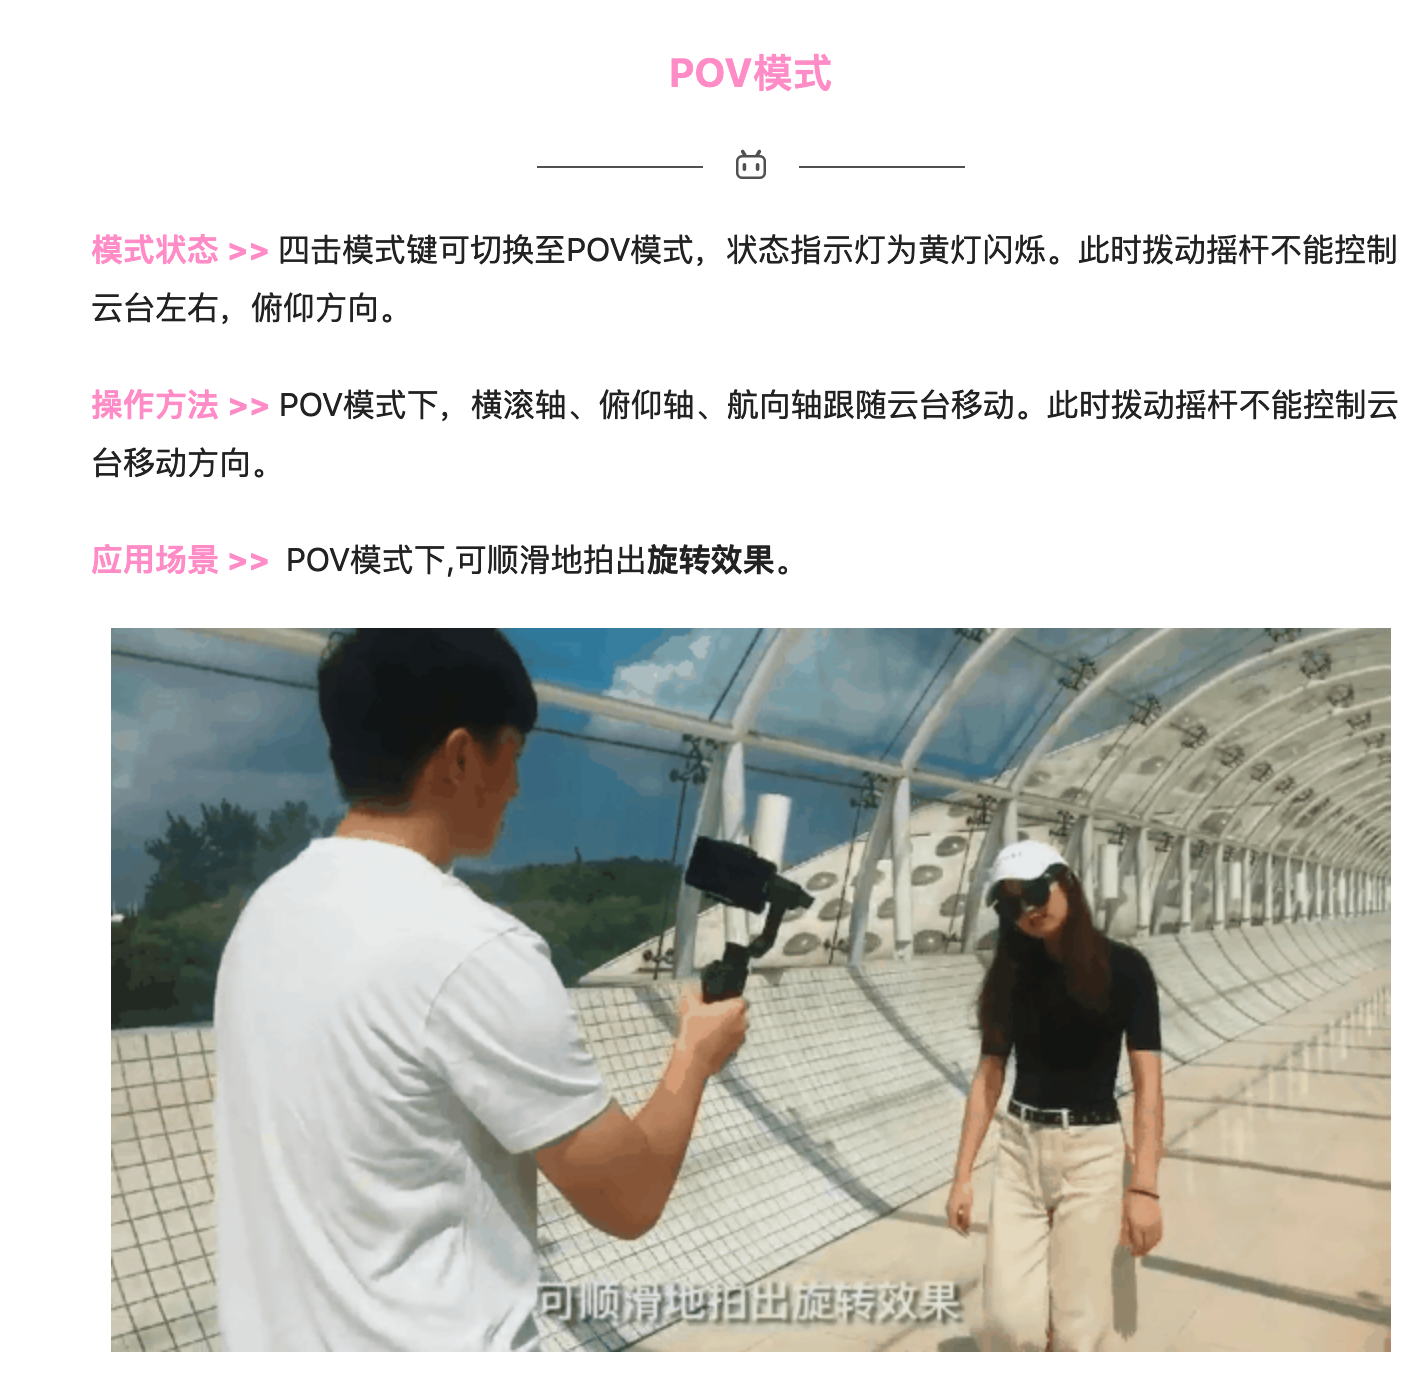 POV模式
模式状态 >> 四击模式键可切换至POV模式，状态指示灯为黄灯闪烁。此时拨动摇杆不能控制
云台左右，俯仰方向。
操作方法 >> POV模式下，横滚轴、俯仰轴、航向轴跟随云台移动。此时拨动摇杆不能控制云
台移动方向。
应用场景 >> POV模式下,可顺滑地拍出旋转效果。
可顺滑地拍出旋转效果